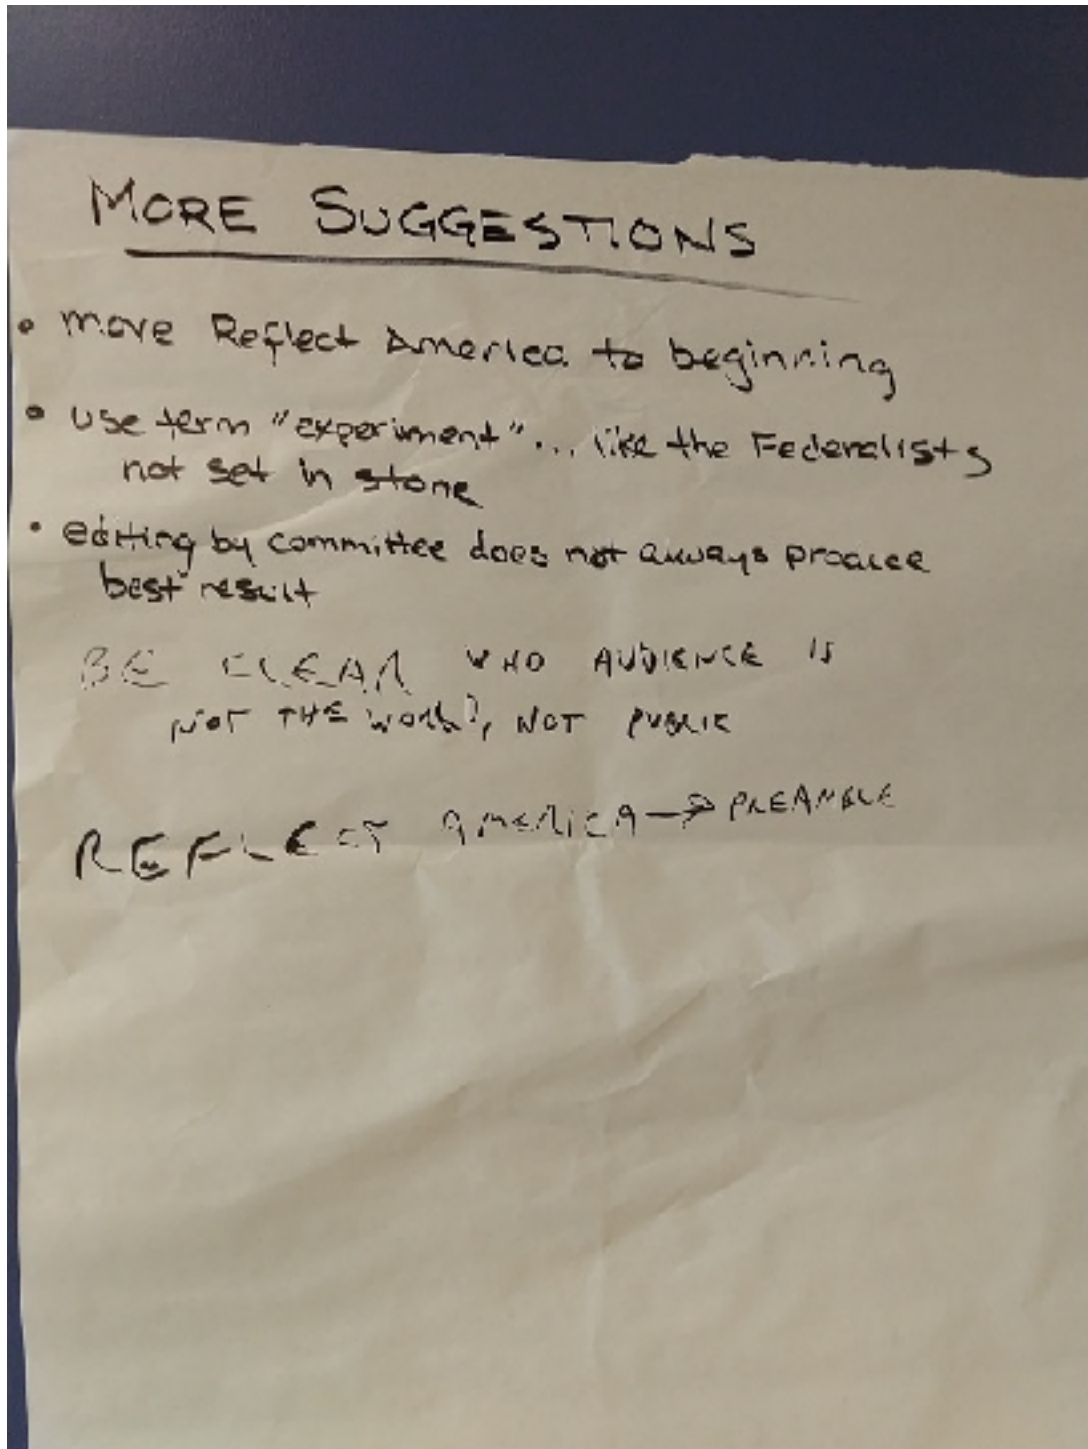 MORE SUGGESTIONS
• move Reflect America to beginning
• use term "experiment"... like the Federalists
not set in stone
• editing by committee does not always produce
best result
BE CLEAR WHO AUDIENCE IS
NOT THE WORLD, NOT PUBLIC
REFLECT AMERICA → PREAMBLE